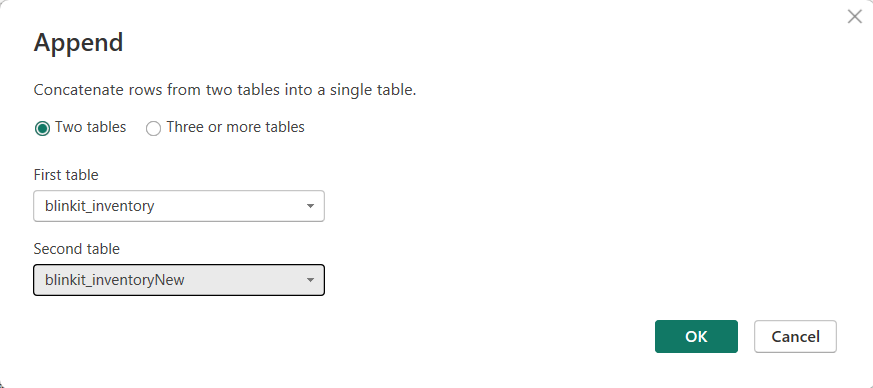 Append
Concatenate rows from two tables into a single table.
Two tables Three or more tables
First table
blinkit_inventory
Second table
blinkit_inventoryNew
OK Cancel